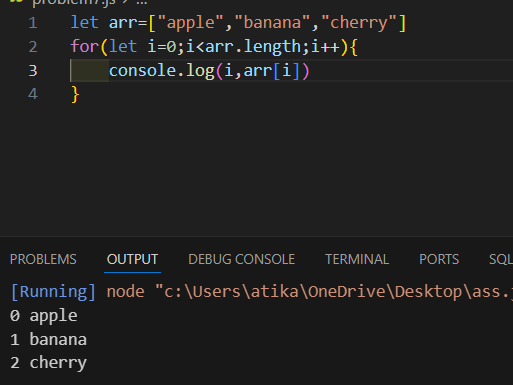 problem7.js > ...
1 let arr=["apple","banana","cherry"]
2 for(let i=0;i<arr.length;i++){
3 console.log(i,arr[i])
4 }
PROBLEMS OUTPUT DEBUG CONSOLE TERMINAL PORTS SQL
[Running] node "c:\Users\atika\OneDrive\Desktop\ass.j
0 apple
1 banana
2 cherry